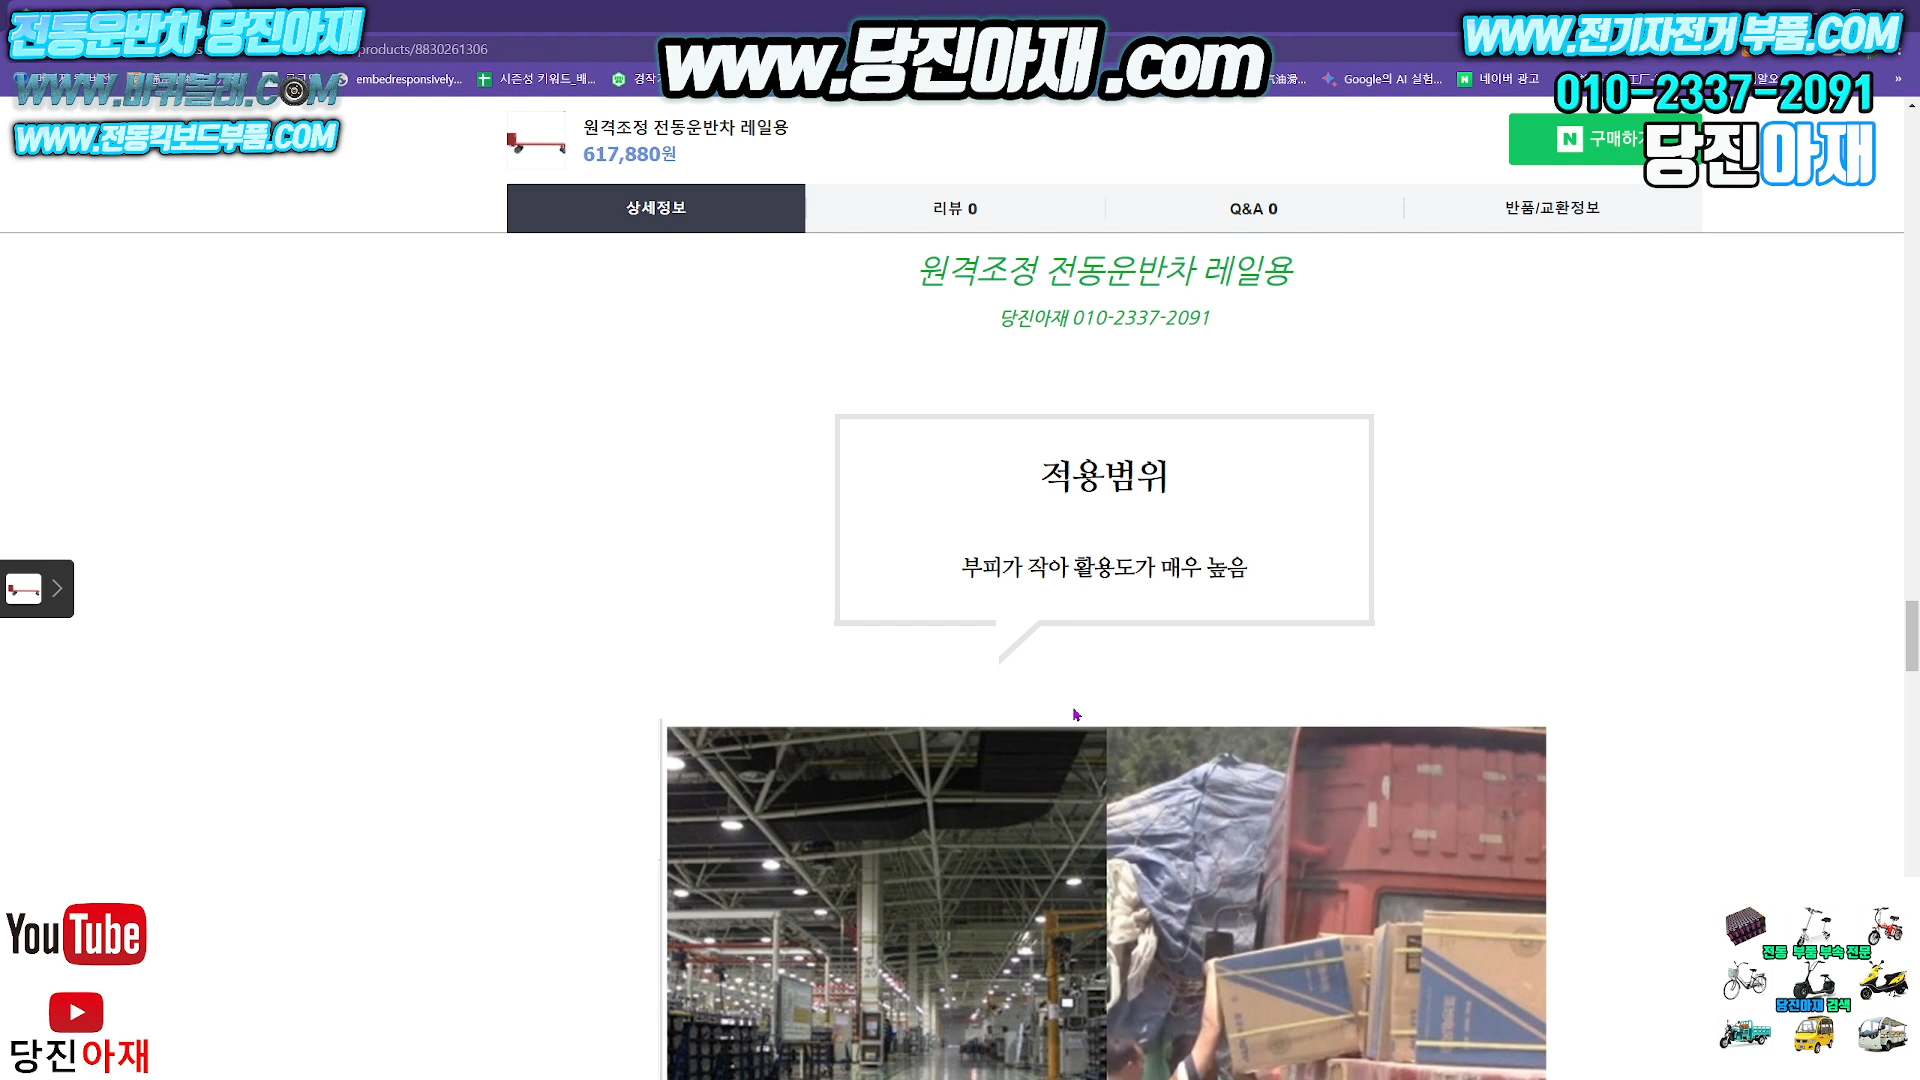 전동운반차 당진아재
www.바퀴볼래.com
www.전동킥보드부품.com
products/8830261306
embedresponsively...
시즌성 키워드_배...
www.당진아재.com
Google의 AI 실험...
네이버 광고
»
www.전기자전거 부품.com
010-2337-2091
당진아재
원격조정 전동운반차 레일용
617,880원
N 구매하기
상세정보
리뷰 0
Q&A 0
반품/교환정보
원격조정 전동운반차 레일용
당진아재 010-2337-2091
적용범위
부피가 작아 활용도가 매우 높음
YouTube
당진아재
전동 부품 부속 전문
당진아재 검색